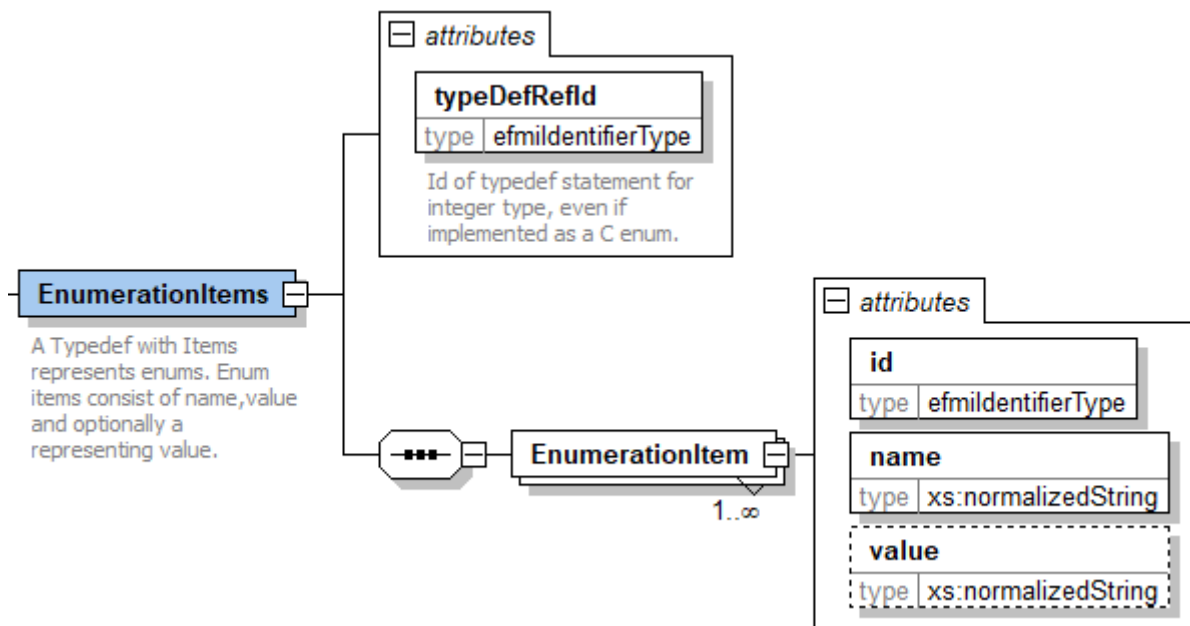 attributes
typeDefRefId
type efmiIdentifierType
Id of typedef statement for
integer type, even if
implemented as a C enum.
EnumerationItems
A Typedef with Items
represents enums. Enum
items consist of name,value
and optionally a
representing value.
EnumerationItem
1..∞
attributes
id
type efmiIdentifierType
name
type xs:normalizedString
value
type xs:normalizedString